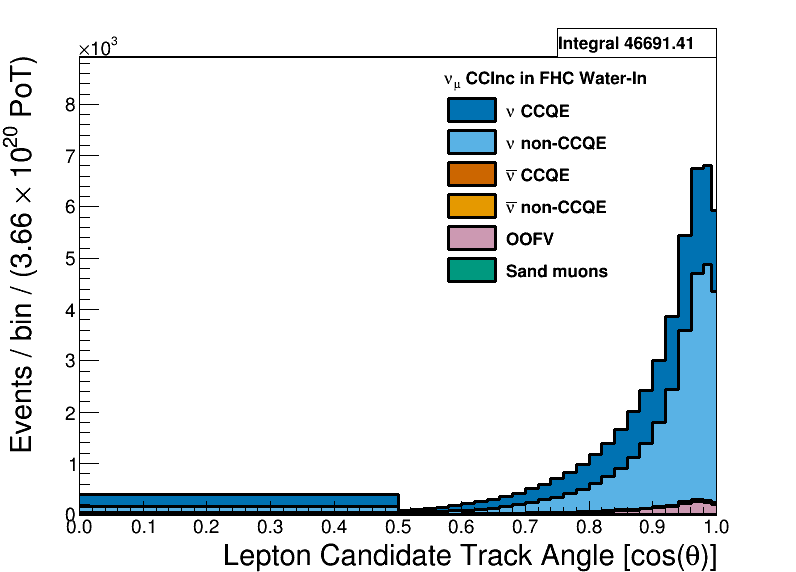 ×10³
Integral 46691.41
Events / bin / (3.66 × 10²⁰ PoT)
ν_μ CCInc in FHC Water-In
ν CCQE
ν non-CCQE
ν̅ CCQE
ν̅ non-CCQE
OOFV
Sand muons
8
7
6
5
4
3
2
1
0
0.0 0.1 0.2 0.3 0.4 0.5 0.6 0.7 0.8 0.9 1.0
Lepton Candidate Track Angle [cos(θ)]